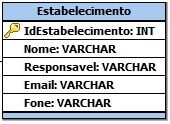 Estabelecimento
IdEstabelecimento: INT
Nome: VARCHAR
Responsavel: VARCHAR
Email: VARCHAR
Fone: VARCHAR